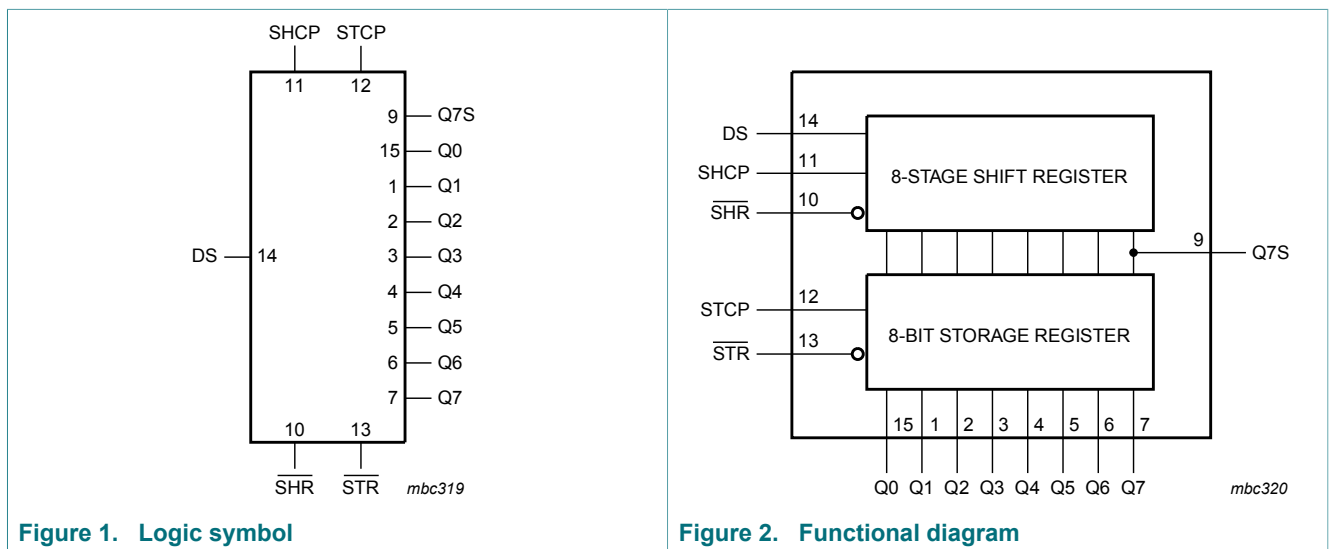 SHCP STCP
11 12
9 Q7S
15 Q0
1 Q1
2 Q2
DS 14 3 Q3
4 Q4
5 Q5
6 Q6
7 Q7
10 13
SHR STR mbc319
Figure 1. Logic symbol
DS 14
SHCP 11
SHR 10
8-STAGE SHIFT REGISTER
9 Q7S
STCP 12
STR 13
8-BIT STORAGE REGISTER
15 1 2 3 4 5 6 7
Q0 Q1 Q2 Q3 Q4 Q5 Q6 Q7 mbc320
Figure 2. Functional diagram